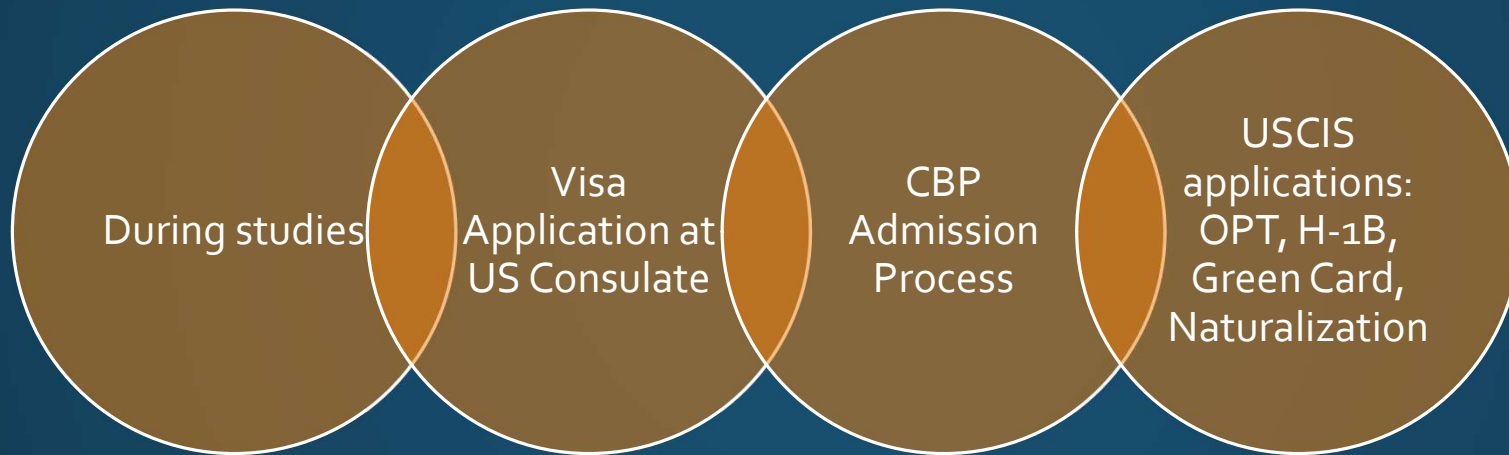 During studies
Visa
Application at
US Consulate
CBP
Admission
Process
USCIS
applications:
OPT, H-1B,
Green Card,
Naturalization